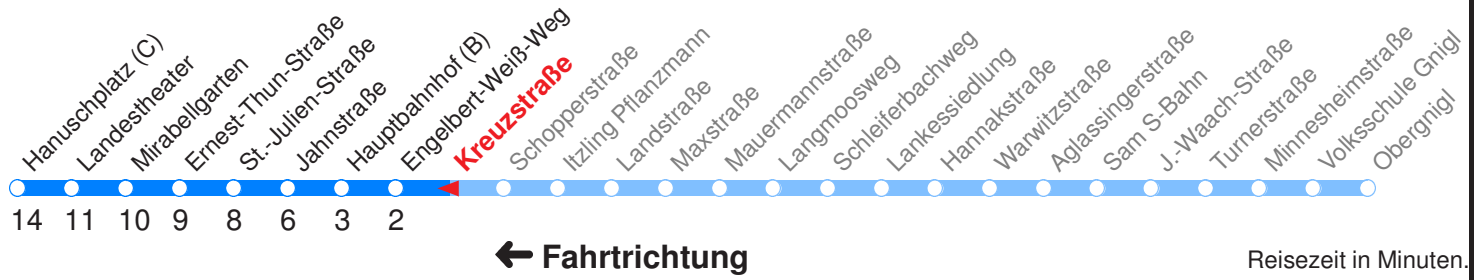 Hanuschplatz (C)
Landestheater
Mirabellgarten
Ernest-Thun-Straße
St.-Julien-Straße
Jahnstraße
Hauptbahnhof (B)
Engelbert-Weiß-Weg
Kreuzstraße
Schopperstraße
Itzling Pflanzmann
Landstraße
Maxstraße
Mauermannstraße
Langmoosweg
Schleiferbachweg
Lankessiedlung
Hannakstraße
Warwitzstraße
Aglassingerstraße
Sam S-Bahn
J.-Waach-Straße
Turnerstraße
Minnesheimstraße
Volksschule Gnigl
Obergnigl
14 11 10 9 8 6 3 2
← Fahrtrichtung
Reisezeit in Minuten.